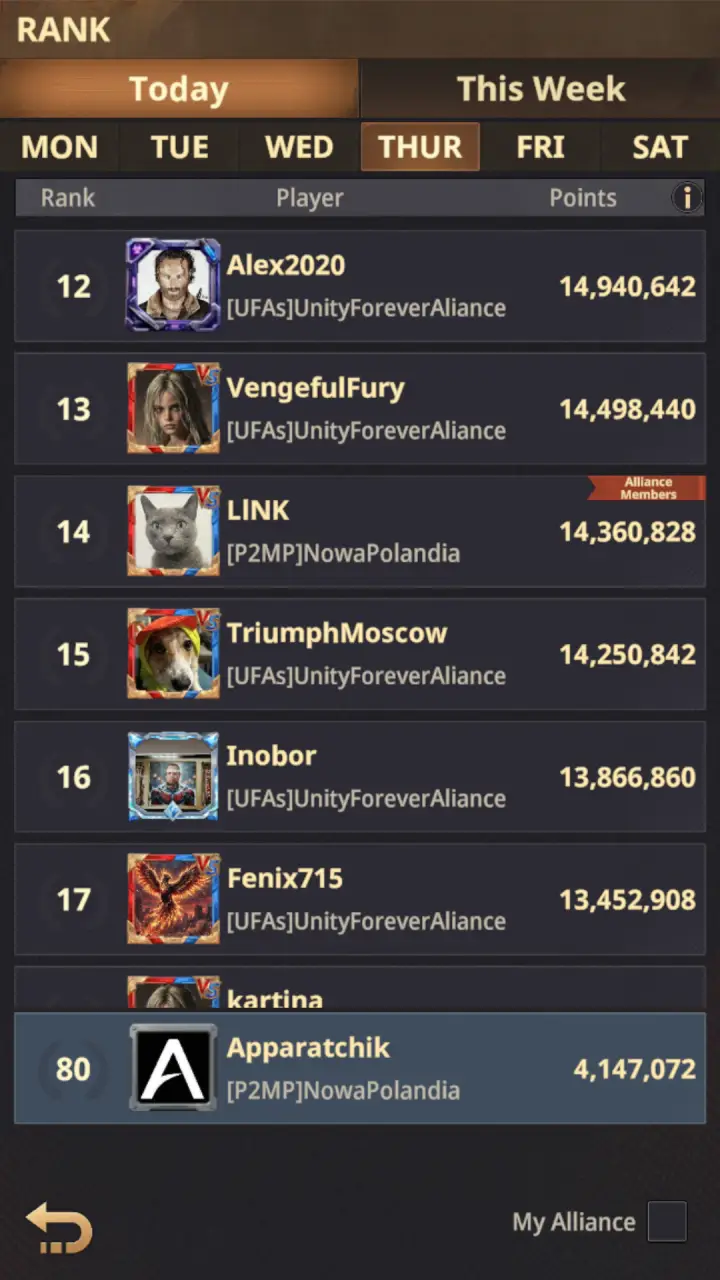 RANK
Today
This Week
MON TUE WED THUR FRI SAT
Rank Player Points
12 Alex2020 14,940,642
[UFAs]UnityForeverAliance
13 VengefulFury 14,498,440
[UFAs]UnityForeverAliance
Alliance
Members
14 LlNK 14,360,828
[P2MP]NowaPolandia
15 TriumphMoscow 14,250,842
[UFAs]UnityForeverAliance
16 Inobor 13,866,860
[UFAs]UnityForeverAliance
17 Fenix715 13,452,908
[UFAs]UnityForeverAliance
kartina
80 Apparatchik 4,147,072
[P2MP]NowaPolandia
My Alliance